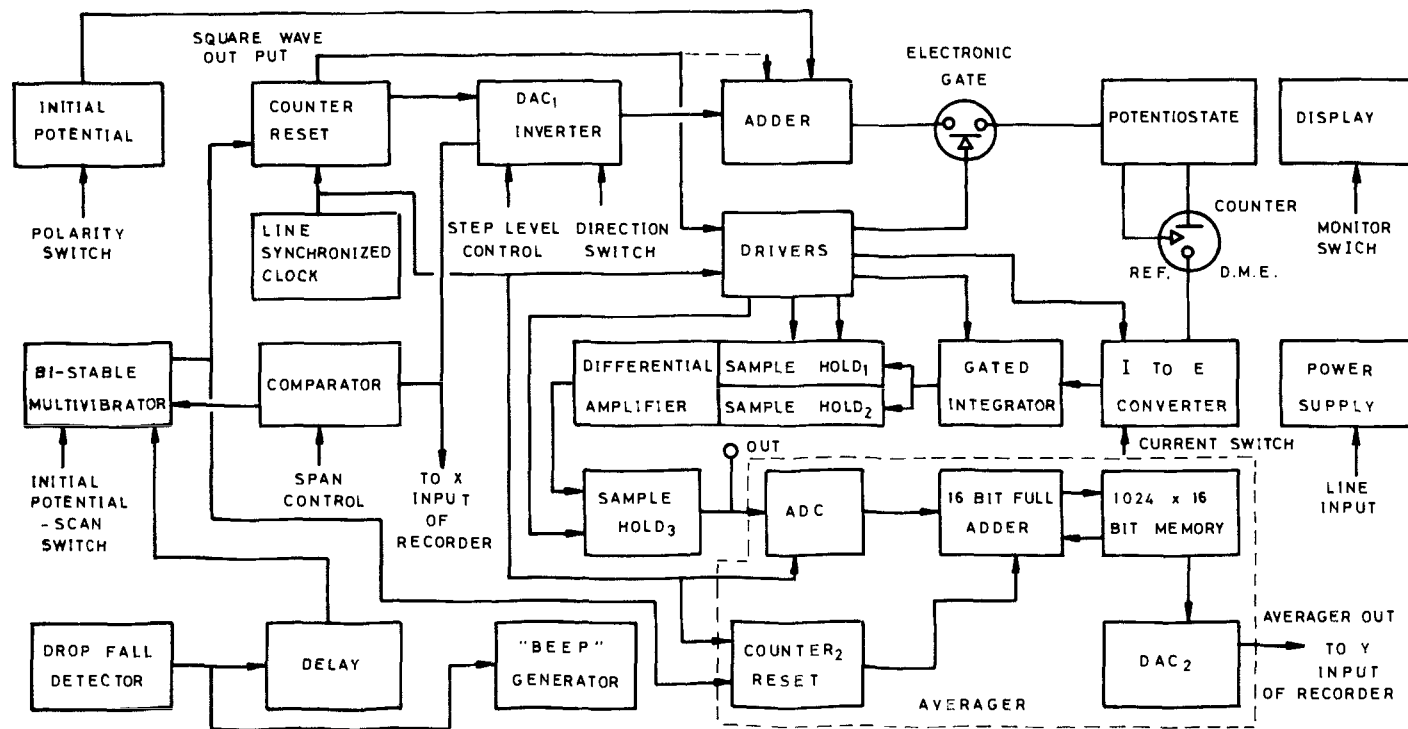 SQUARE WAVE
OUT PUT
ELECTRONIC
GATE
INITIAL
POTENTIAL
COUNTER
RESET
DAC1
INVERTER
ADDER
POTENTIOSTATE
DISPLAY
POLARITY
SWITCH
LINE
SYNCHRONIZED
CLOCK
STEP LEVEL
CONTROL
DIRECTION
SWITCH
DRIVERS
COUNTER
REF.
D.M.E.
MONITOR
SWICH
BI-STABLE
MULTIVIBRATOR
COMPARATOR
DIFFERENTIAL
AMPLIFIER
SAMPLE HOLD1
SAMPLE HOLD2
GATED
INTEGRATOR
I TO E
CONVERTER
POWER
SUPPLY
CURRENT SWITCH
INITIAL
POTENTIAL
-SCAN
SWITCH
SPAN
CONTROL
TO X
INPUT
OF
RECORDER
OUT
SAMPLE
HOLD3
ADC
16 BIT FULL
ADDER
1024 x 16
BIT MEMORY
LINE
INPUT
DROP FALL
DETECTOR
DELAY
"BEEP"
GENERATOR
COUNTER2
RESET
DAC2
AVERAGER OUT
TO Y
INPUT
OF RECORDER
AVERAGER